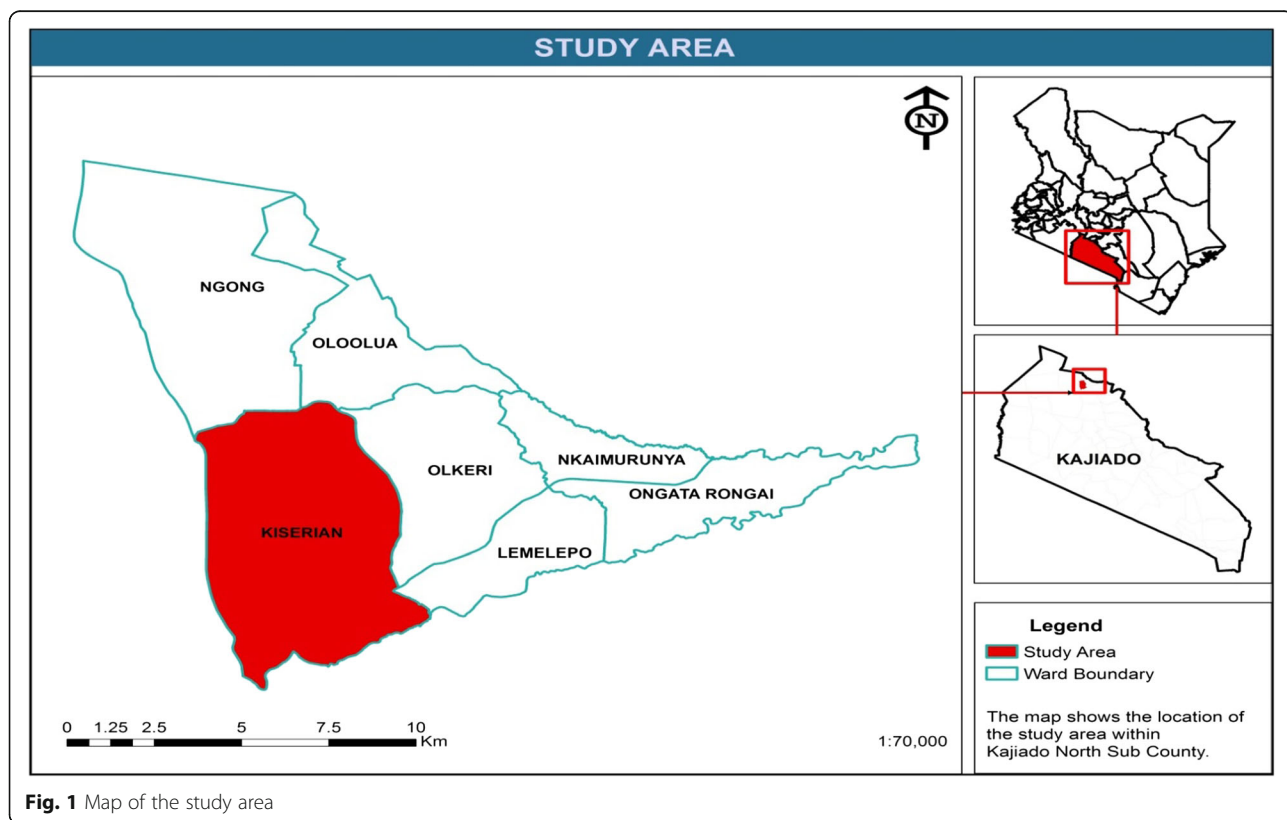 STUDY AREA
N
NGONG
OLOOLUA
OLKERI
NKAIMURUNYA
ONGATA RONGAI
KISERIAN
LEMELEPO
0 1.25 2.5 5 7.5 10
Km
1:70,000
KAJIADO
Legend
Study Area
Ward Boundary
The map shows the location of
the study area within
Kajiado North Sub County.
Fig. 1 Map of the study area